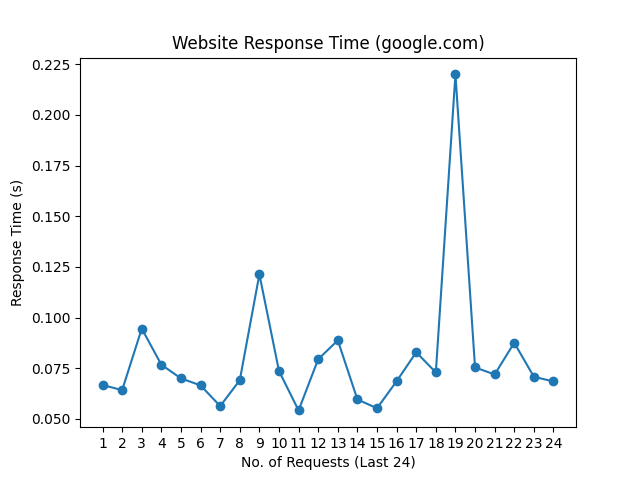 Website Response Time (google.com)
0.225
0.200
0.175
0.150
0.125
0.100
0.075
0.050
Response Time (s)
1 2 3 4 5 6 7 8 9 10 11 12 13 14 15 16 17 18 19 20 21 22 23 24
No. of Requests (Last 24)